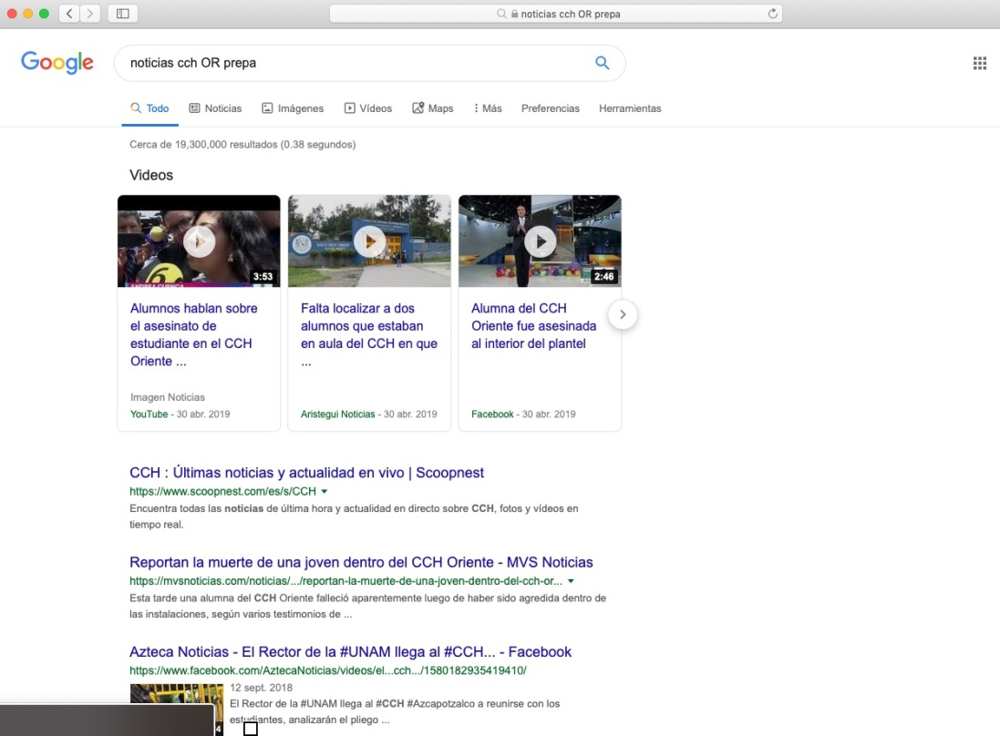 noticias cch OR prepa
Google
noticias cch OR prepa
Todo Noticias Imágenes Vídeos Maps Más Preferencias Herramientas
Cerca de 19,300,000 resultados (0.38 segundos)
Videos
3:53
Alumnos hablan sobre
el asesinato de
estudiante en el CCH
Oriente ...
Imagen Noticias
YouTube - 30 abr. 2019
Falta localizar a dos
alumnos que estaban
en aula del CCH en que
...
Aristegui Noticias - 30 abr. 2019
2:46
Alumna del CCH
Oriente fue asesinada
al interior del plantel
Facebook - 30 abr. 2019
CCH : Últimas noticias y actualidad en vivo | Scoopnest
https://www.scoopnest.com/es/s/CCH
Encuentra todas las noticias de última hora y actualidad en directo sobre CCH, fotos y vídeos en
tiempo real.
Reportan la muerte de una joven dentro del CCH Oriente - MVS Noticias
https://mvsnoticias.com/noticias/.../reportan-la-muerte-de-una-joven-dentro-del-cch-or...
Esta tarde una alumna del CCH Oriente falleció aparentemente luego de haber sido agredida dentro de
las instalaciones, según varios testimonios de ...
Azteca Noticias - El Rector de la #UNAM llega al #CCH... - Facebook
https://www.facebook.com/AztecaNoticias/videos/el...cch.../1580182935419410/
12 sept. 2018
El Rector de la #UNAM llega al #CCH #Azcapotzalco a reunirse con los
estudiantes, analizarán el pliego ...